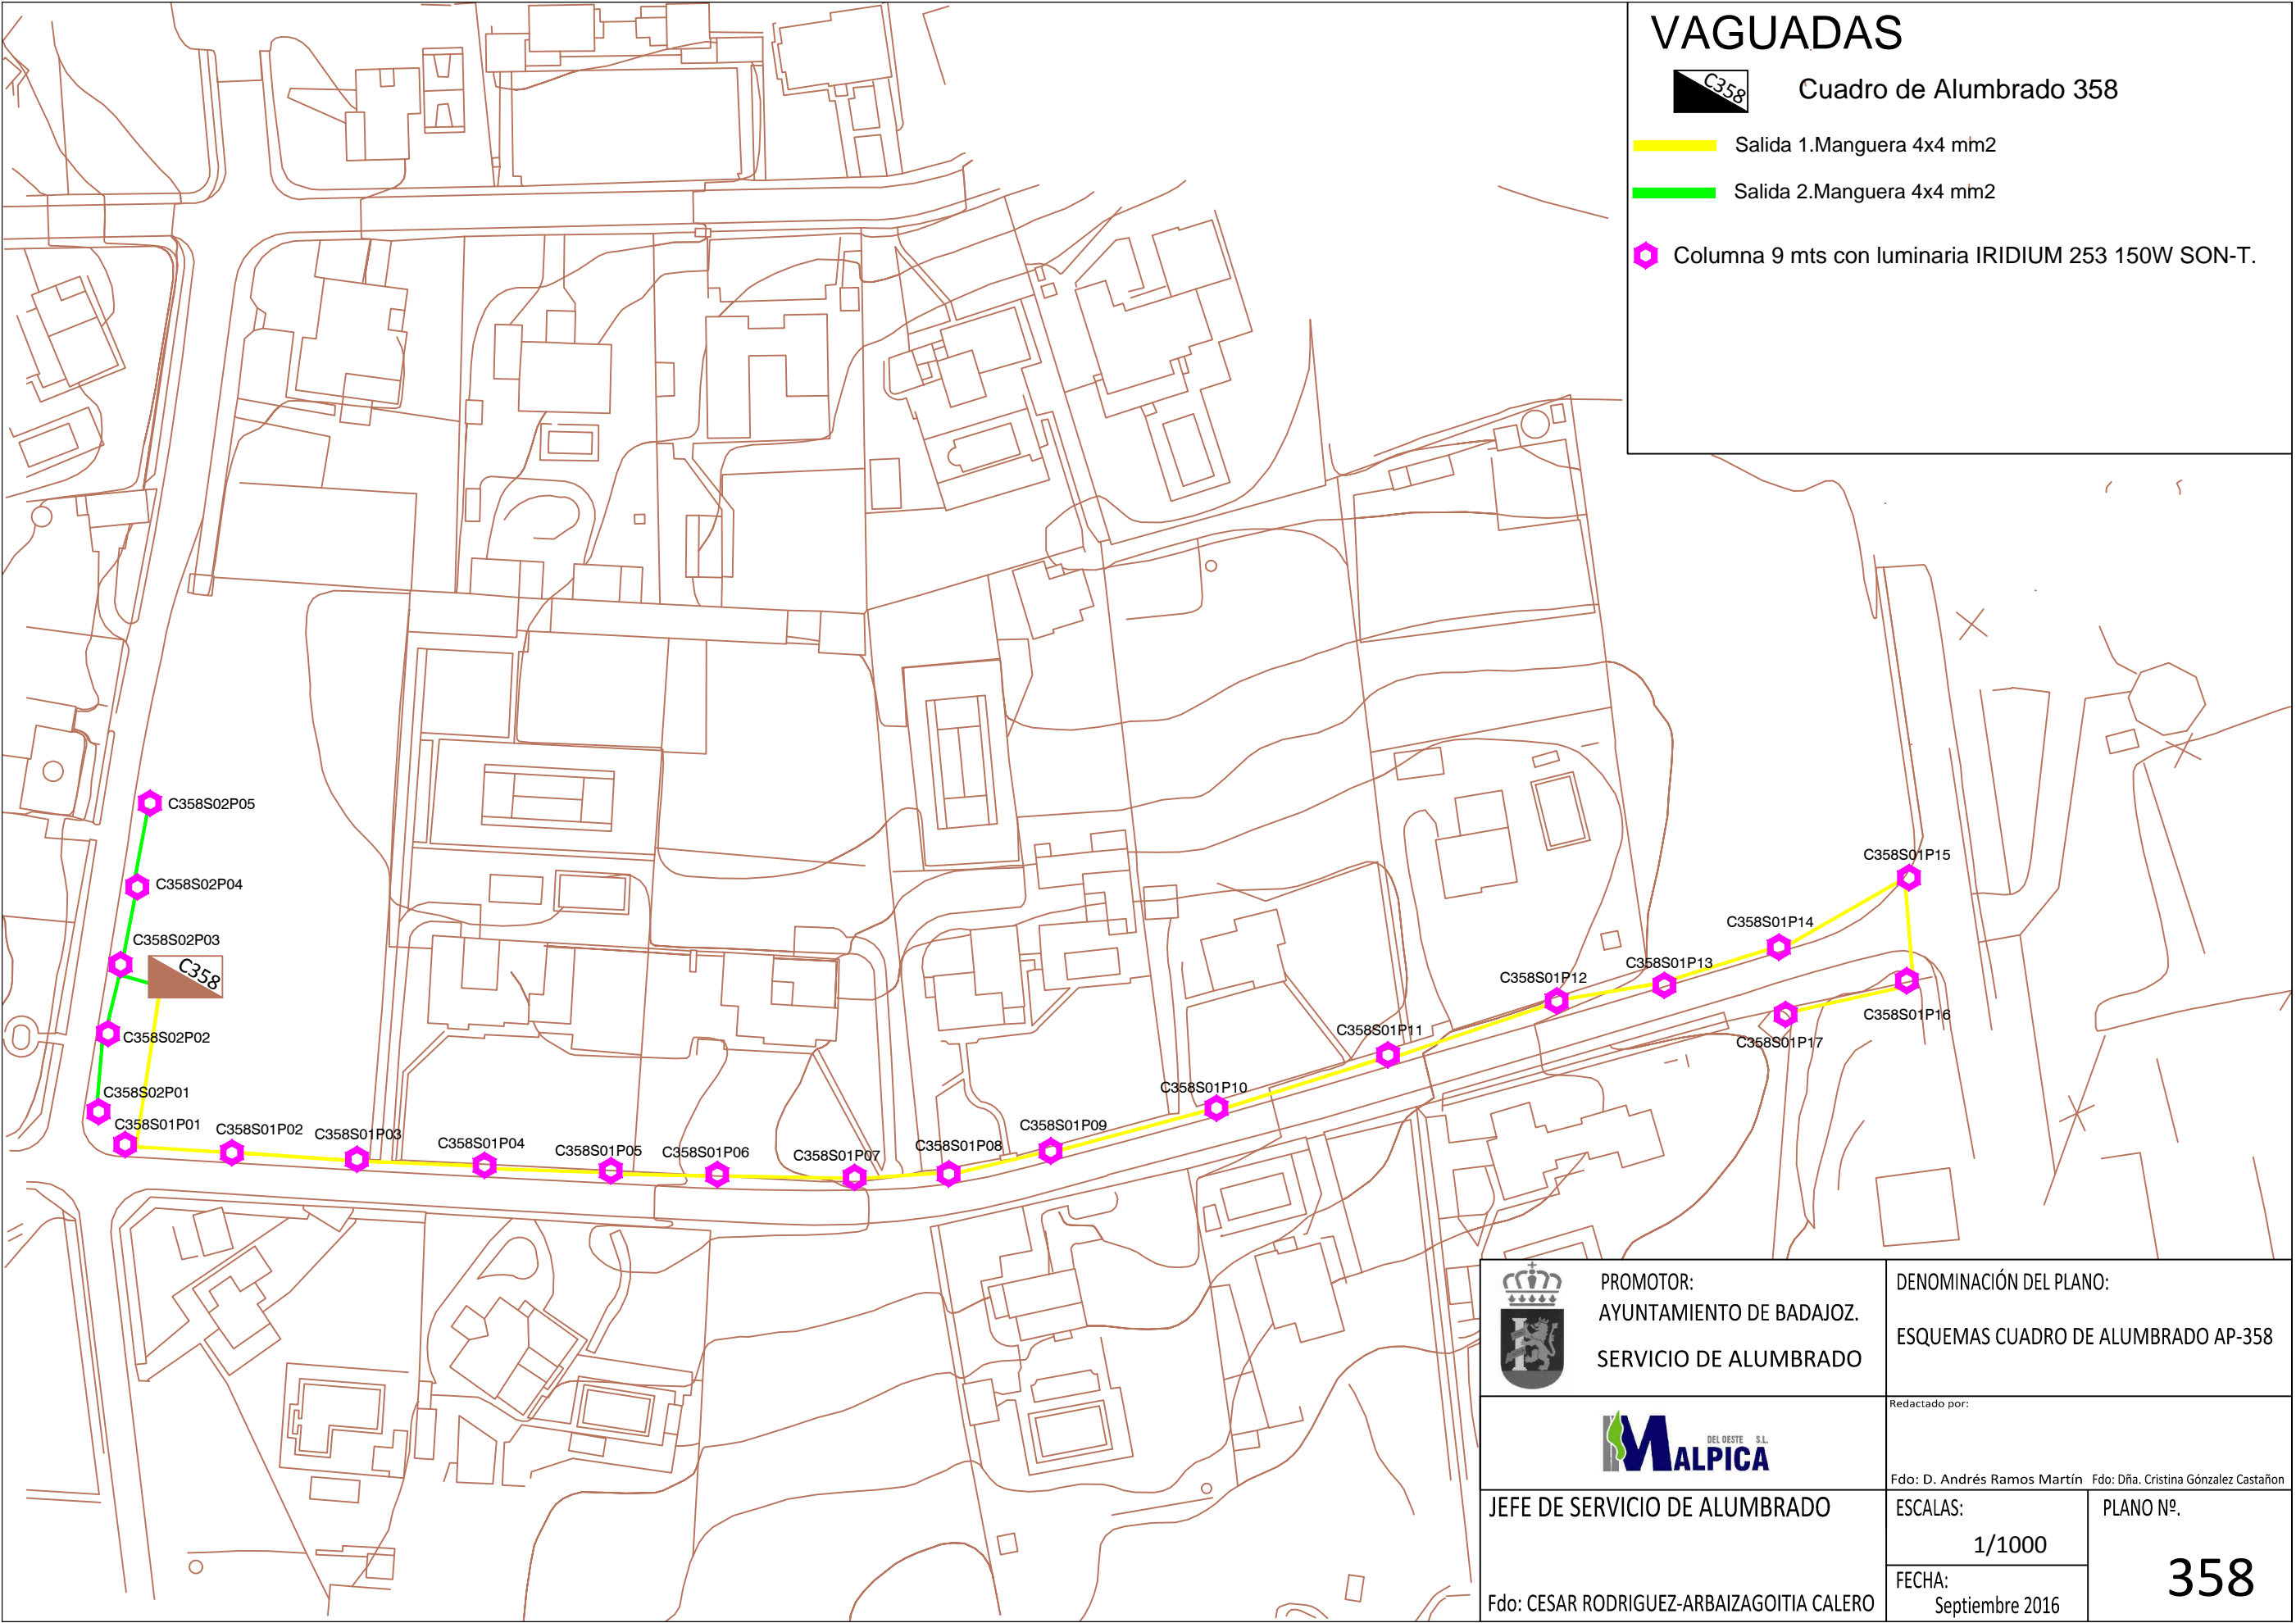 VAGUADAS
C358
Cuadro de Alumbrado 358
Salida 1.Manguera 4x4 mm2
Salida 2.Manguera 4x4 mm2
Columna 9 mts con luminaria IRIDIUM 253 150W SON-T.
C358S02P05
C358S02P04
C358S02P03
C358
C358S02P02
C358S02P01
C358S01P01
C358S01P02
C358S01P03
C358S01P04
C358S01P05
C358S01P06
C358S01P07
C358S01P08
C358S01P09
C358S01P10
C358S01P11
C358S01P12
C358S01P13
C358S01P14
C358S01P15
C358S01P16
C358S01P17
PROMOTOR:
AYUNTAMIENTO DE BADAJOZ.
SERVICIO DE ALUMBRADO
DENOMINACIÓN DEL PLANO:
ESQUEMAS CUADRO DE ALUMBRADO AP-358
DEL OESTE S.L.
MALPICA
Redactado por:
Fdo: D. Andrés Ramos Martín Fdo: Dña. Cristina Gónzalez Castañon
JEFE DE SERVICIO DE ALUMBRADO
Fdo: CESAR RODRIGUEZ-ARBAIZAGOITIA CALERO
ESCALAS:
1/1000
FECHA:
Septiembre 2016
PLANO Nº.
358